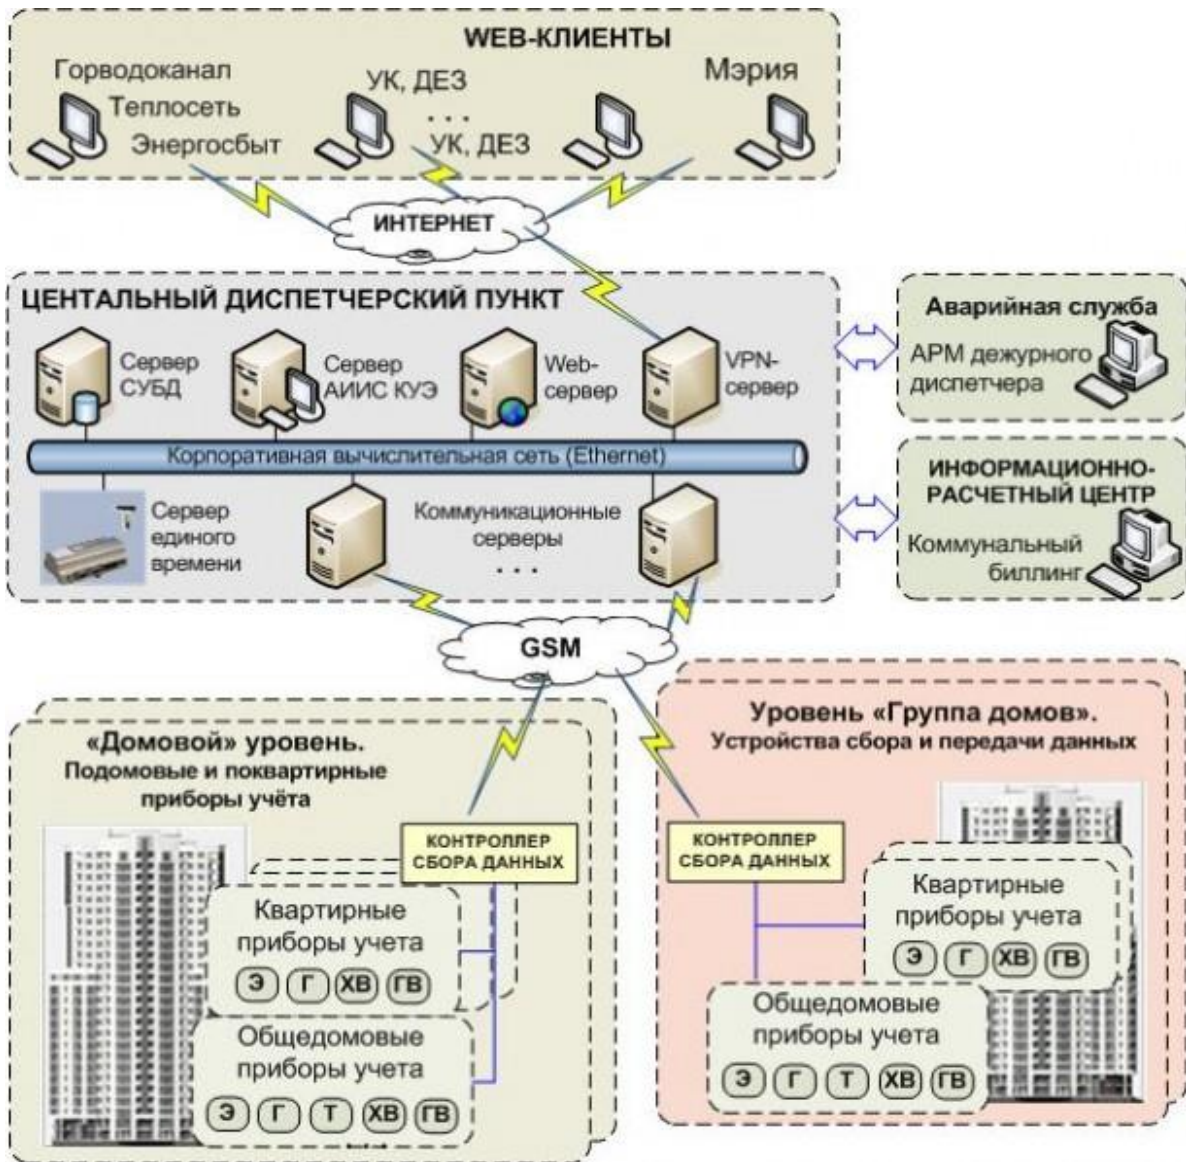 WEB-КЛИЕНТЫ
Горводоканал
Теплосеть
Энергосбыт
УК, ДЕЗ
. . .
УК, ДЕЗ
Мэрия
ИНТЕРНЕТ
ЦЕНТАЛЬНЫЙ ДИСПЕТЧЕРСКИЙ ПУНКТ
Сервер
СУБД
Сервер
АИИС КУЭ
Web-
сервер
VPN-
сервер
Корпоративная вычислительная сеть (Ethernet)
Сервер
единого
времени
Коммуникационные
серверы
. . .
Аварийная служба
АРМ дежурного
диспетчера
ИНФОРМАЦИОННО-
РАСЧЕТНЫЙ ЦЕНТР
Коммунальный
биллинг
GSM
«Домовой» уровень.
Подомовые и поквартирные
приборы учёта
КОНТРОЛЛЕР
СБОРА ДАННЫХ
Квартирные
приборы учета
Э Г ХВ ГВ
Общедомовые
приборы учета
Э Г Т ХВ ГВ
Уровень «Группа домов».
Устройства сбора и передачи данных
КОНТРОЛЛЕР
СБОРА ДАННЫХ
Квартирные
приборы учета
Э Г ХВ ГВ
Общедомовые
приборы учета
Э Г Т ХВ ГВ